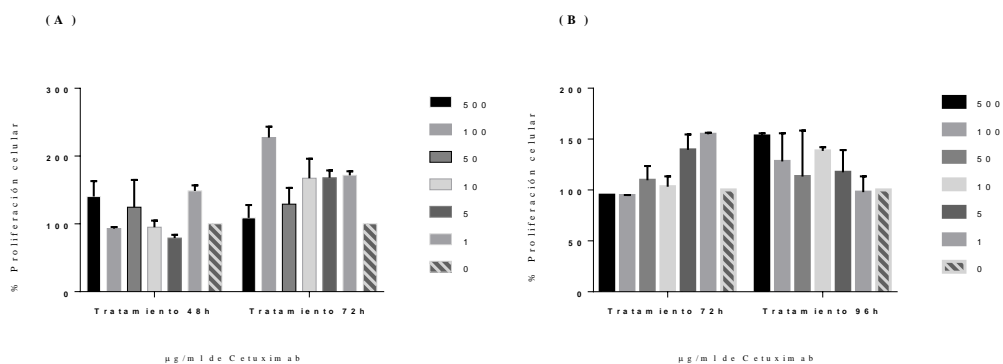 (A)
% Proliferación celular
300
200
100
0
Tratamiento 48h
Tratamiento 72h
µg/ml de Cetuximab
500
100
50
10
5
1
0
(B)
% Proliferación celular
200
150
100
50
0
Tratamiento 72h
Tratamiento 96h
µg/ml de Cetuximab
500
100
50
10
5
1
0